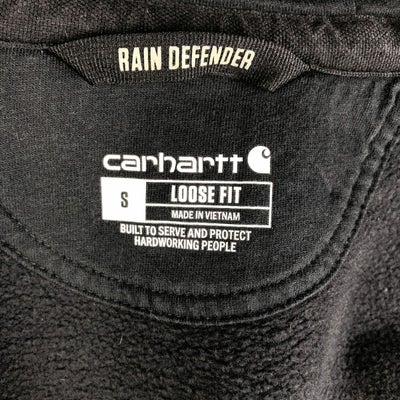 RAIN DEFENDER
carhartt
S LOOSE FIT
MADE IN VIETNAM
BUILT TO SERVE AND PROTECT
HARDWORKING PEOPLE